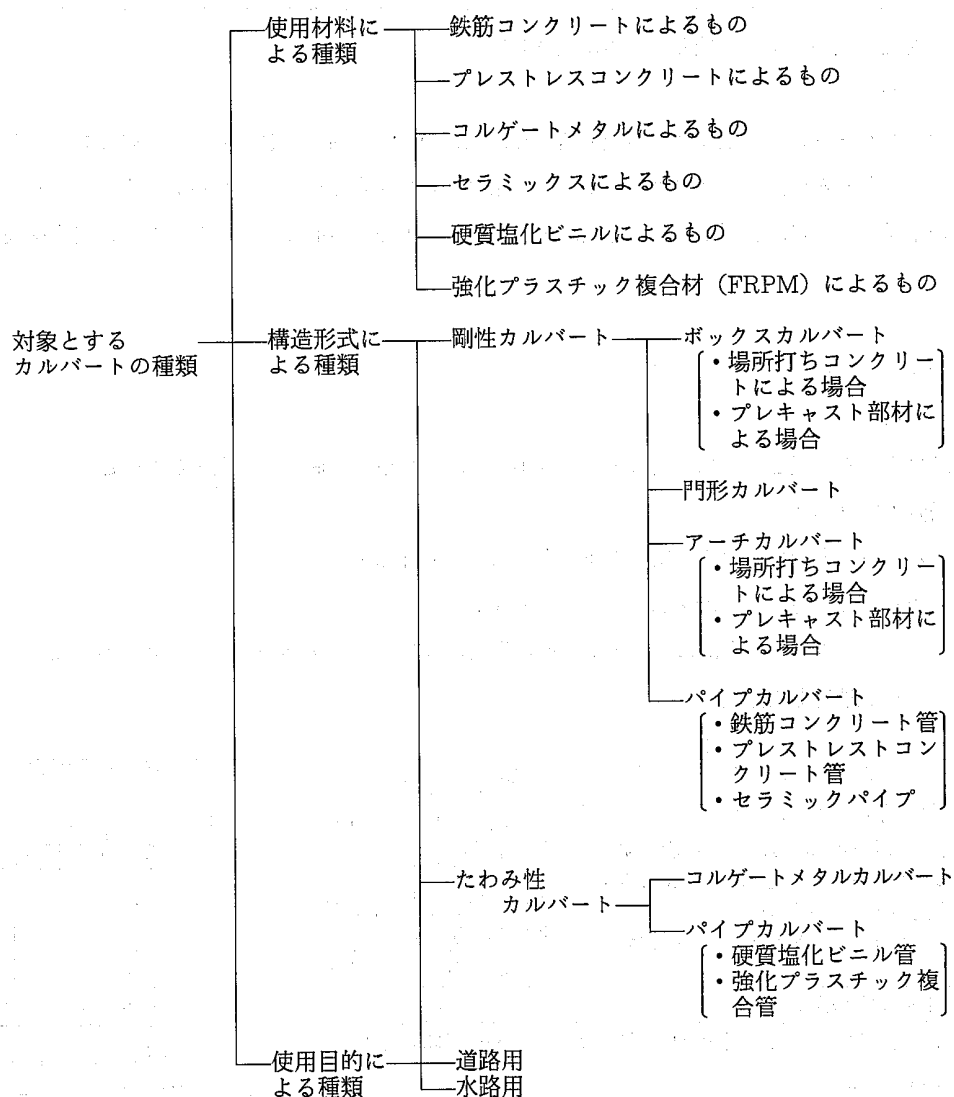 使用材料に
よる種類
鉄筋コンクリートによるもの
プレストレスコンクリートによるもの
コルゲートメタルによるもの
セラミックスによるもの
硬質塩化ビニルによるもの
強化プラスチック複合材（FRPM）によるもの
対象とする
カルバートの種類
構造形式に
よる種類
剛性カルバート
ボックスカルバート
・場所打ちコンクリー
トによる場合
・プレキャスト部材に
よる場合
門形カルバート
アーチカルバート
・場所打ちコンクリー
トによる場合
・プレキャスト部材に
よる場合
パイプカルバート
・鉄筋コンクリート管
・プレストレストコン
クリート管
・セラミックパイプ
たわみ性
カルバート
コルゲートメタルカルバート
パイプカルバート
・硬質塩化ビニル管
・強化プラスチック複
合管
使用目的に
よる種類
道路用
水路用